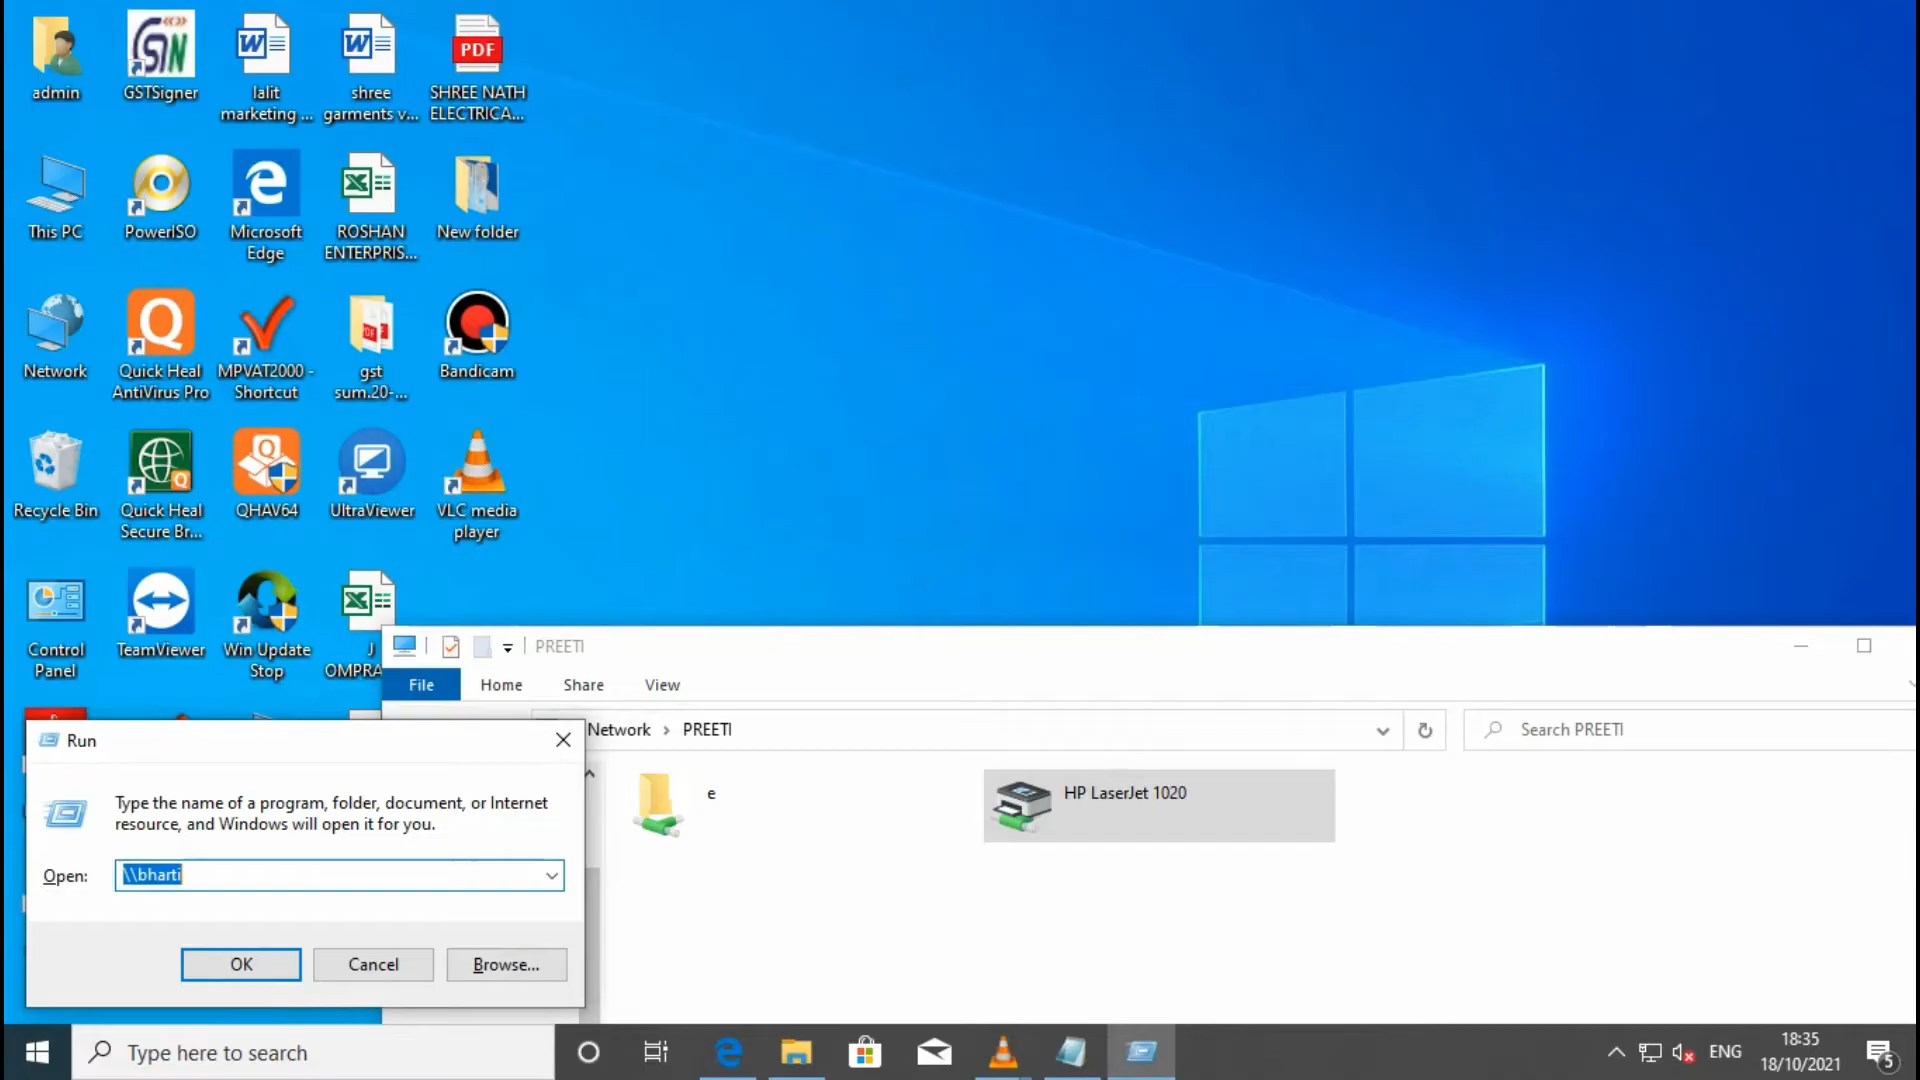 admin
GSTSigner
lalit
marketing ...
shree
garments v...
PDF
SHREE NATH
ELECTRICA...
This PC
PowerISO
Microsoft
Edge
ROSHAN
ENTERPRIS...
New folder
Network
Quick Heal
AntiVirus Pro
MPVAT2000 -
Shortcut
gst
sum.20-...
Bandicam
Recycle Bin
Quick Heal
Secure Br...
QHAV64
UltraViewer
VLC media
player
Control
Panel
TeamViewer
Win Update
Stop
J
OMPRA
PREETI
File
Home
Share
View
Network
PREETI
Search PREETI
e
HP LaserJet 1020
Run
Type the name of a program, folder, document, or Internet
resource, and Windows will open it for you.
Open:
\\bharti
OK
Cancel
Browse...
Type here to search
ENG
18:35
18/10/2021
5